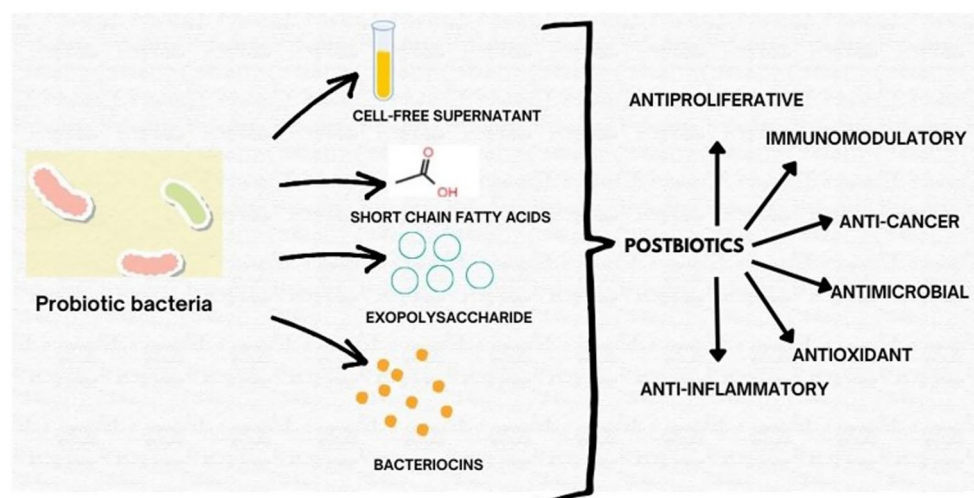 CELL-FREE SUPERNATANT
O
OH
SHORT CHAIN FATTY ACIDS
Probiotic bacteria
EXOPOLYSACCHARIDE
BACTERIOCINS
POSTBIOTICS
ANTIPROLIFERATIVE
IMMUNOMODULATORY
ANTI-CANCER
ANTIMICROBIAL
ANTIOXIDANT
ANTI-INFLAMMATORY